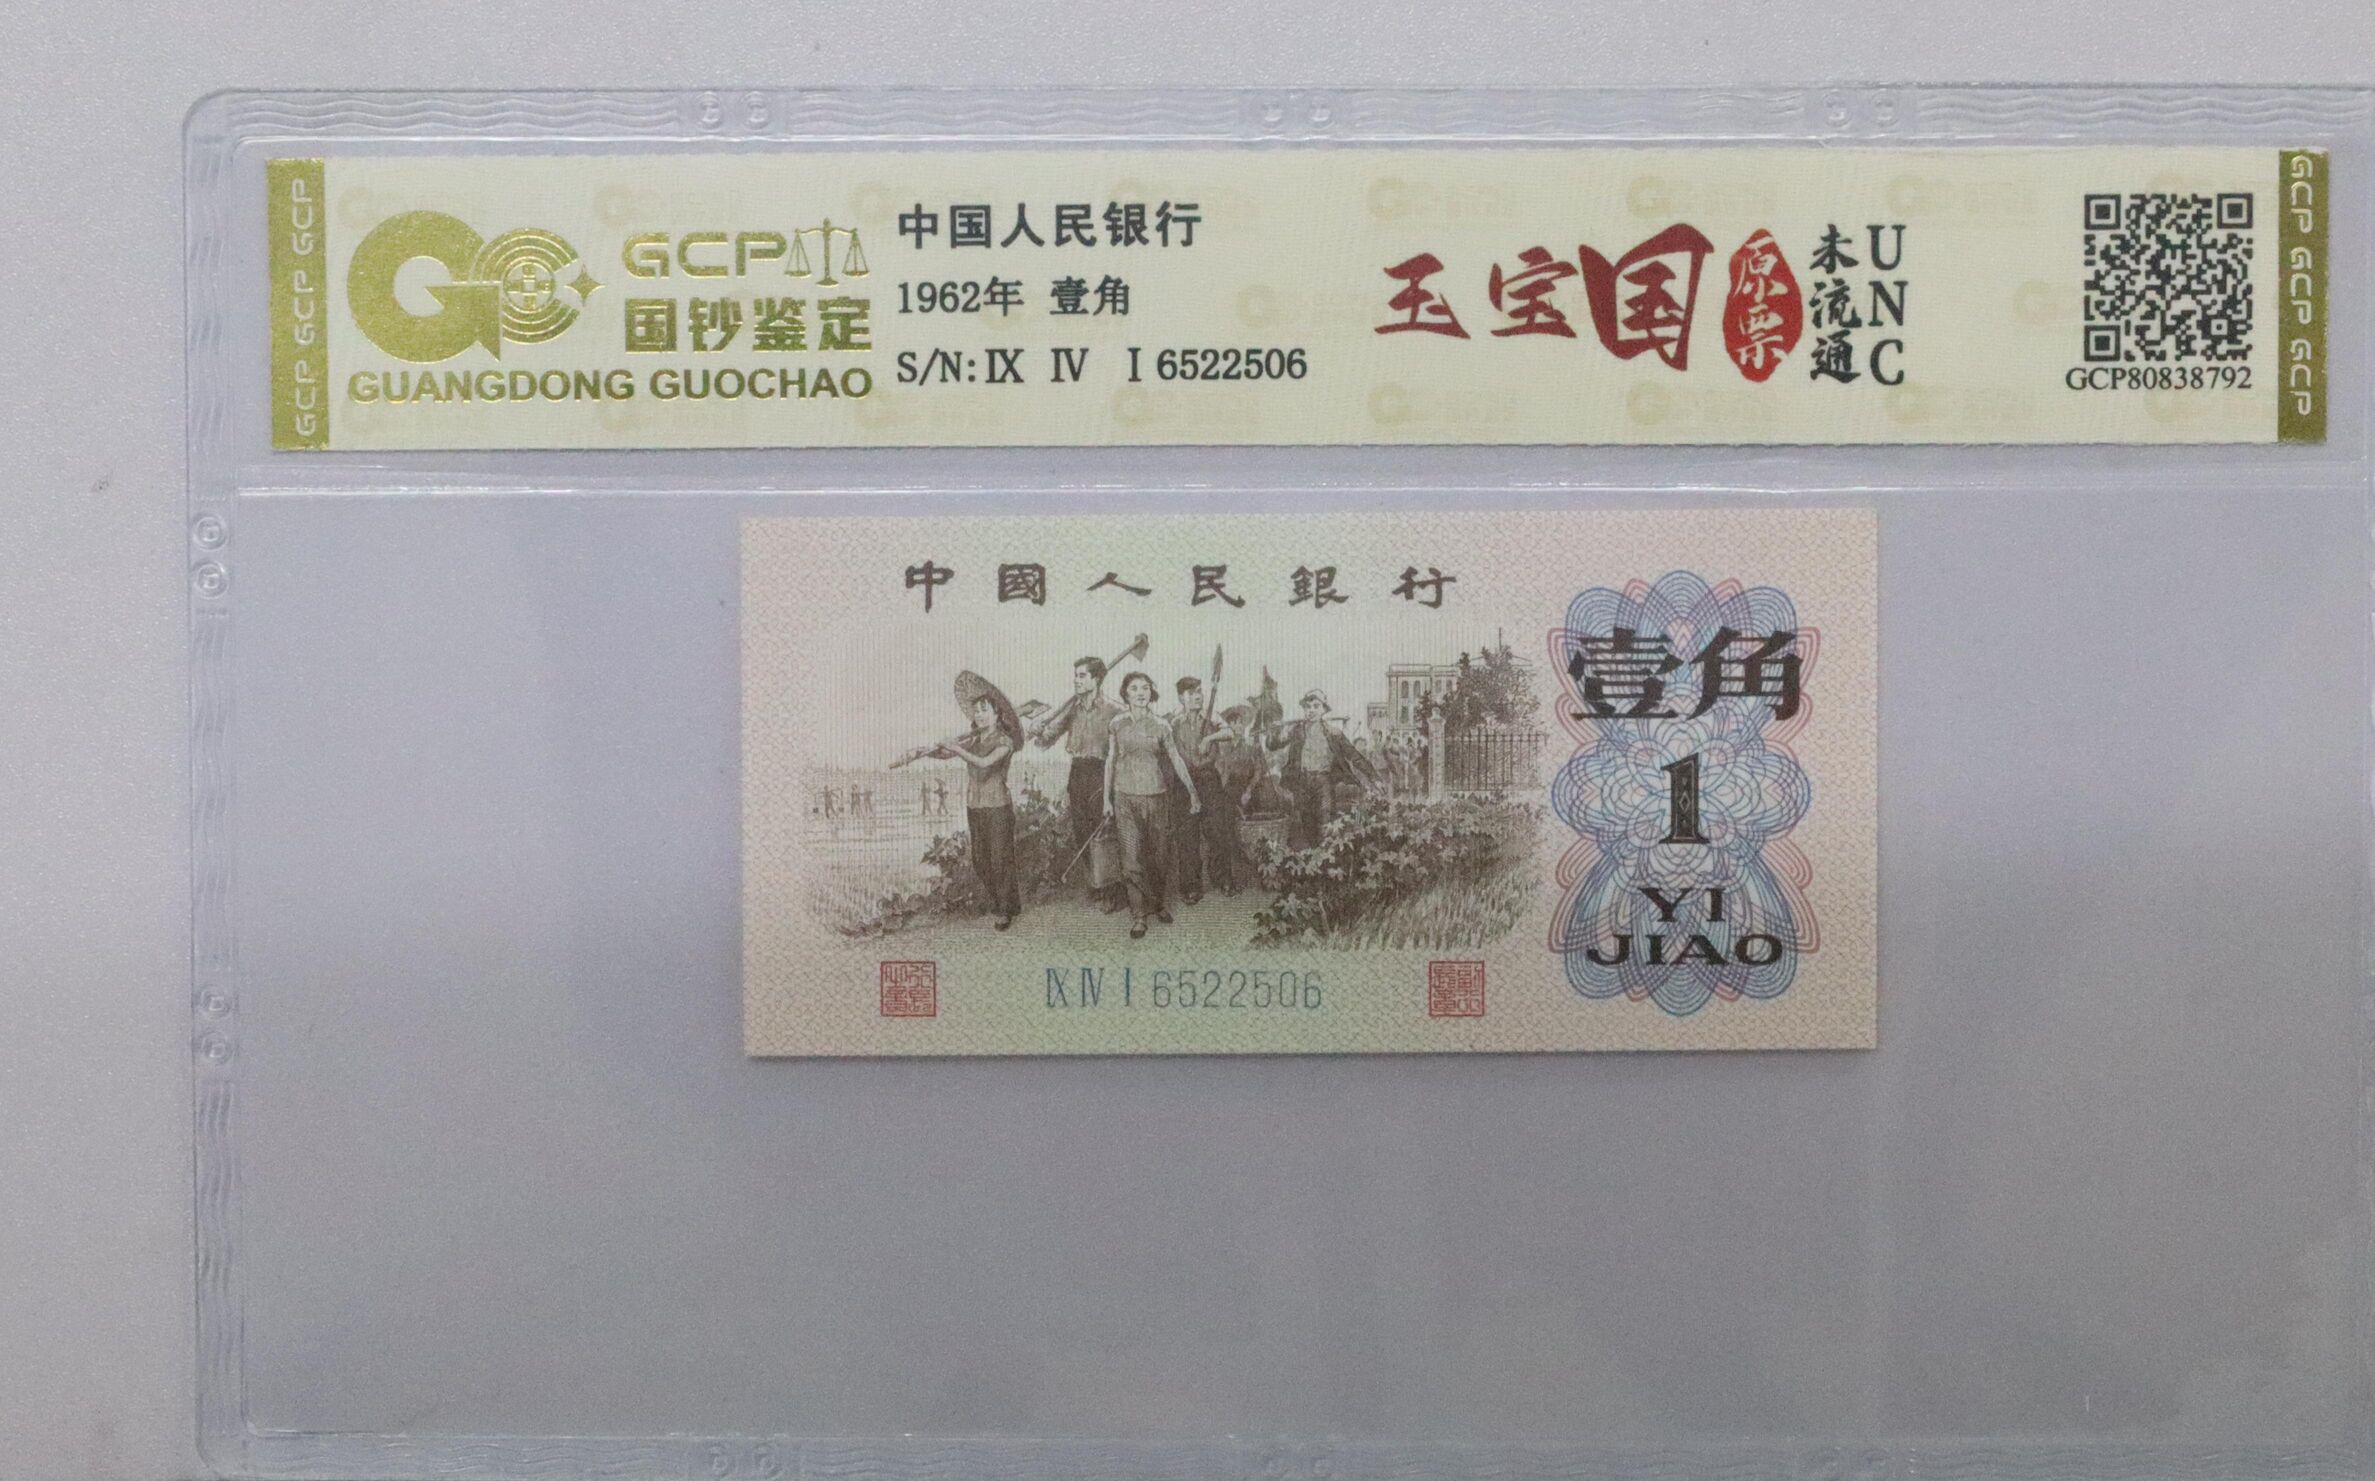 GCP GCP GCP
GCP
国钞鉴定
GUANGDONG GUOCHAO
中国人民银行
1962年 壹角
S/N: IX IV I 6522506
玉宝国
原票
未流通
UNC
GCP80838792
GCP GCP GCP
中國人民銀行
壹角
1
YI
JIAO
IX IV I 6522506